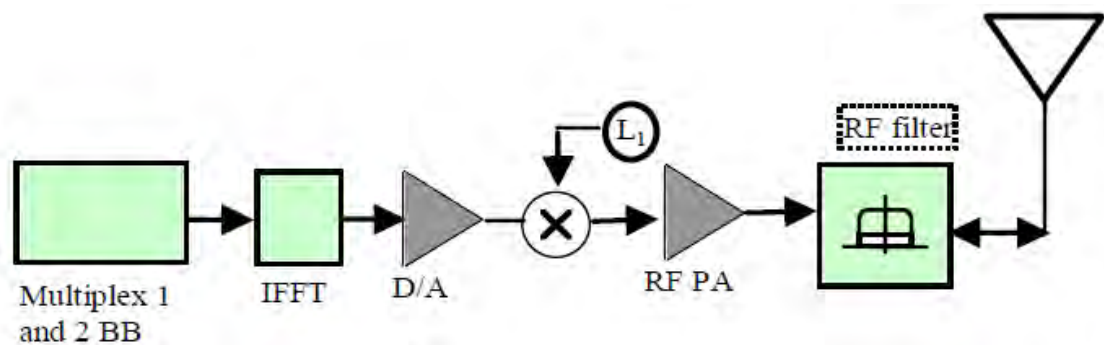 Multiplex 1
and 2 BB
IFFT
D/A
L₁
RF PA
RF filter